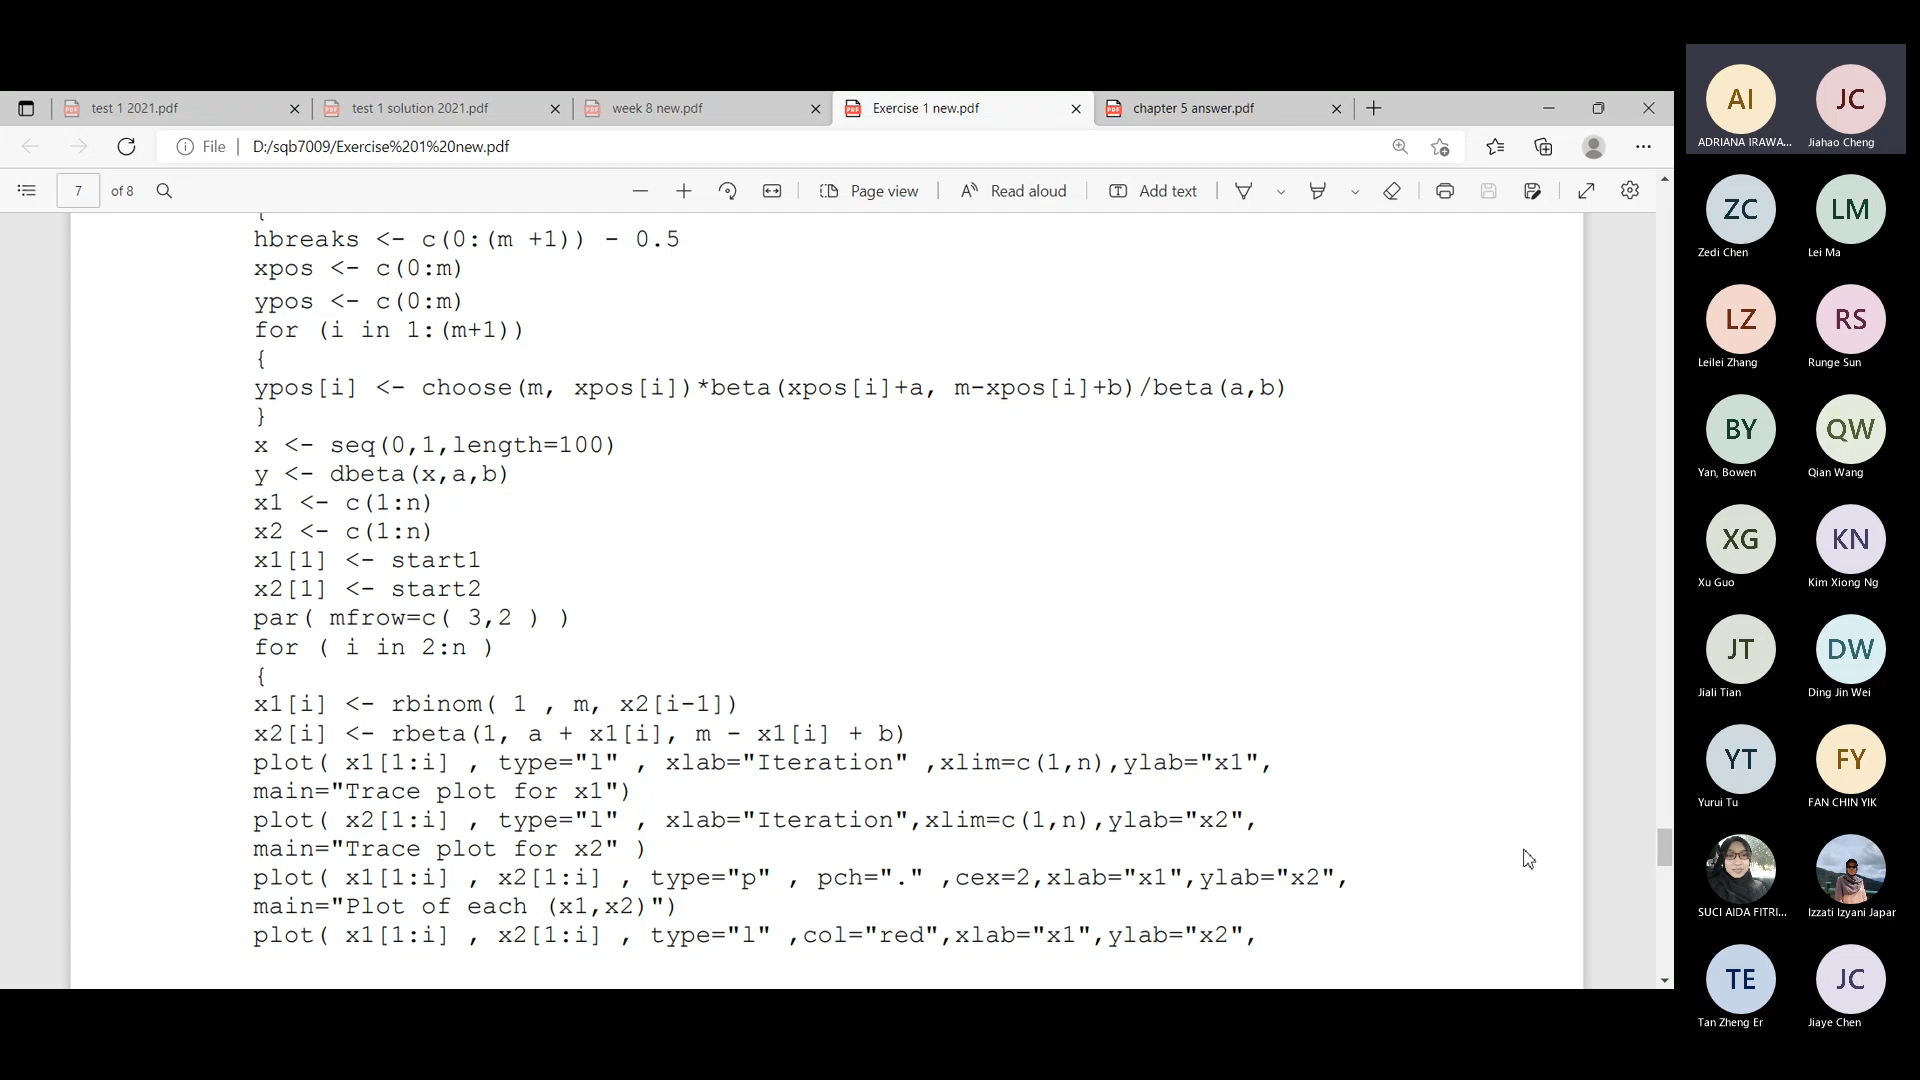 test 1 2021.pdf
test 1 solution 2021.pdf
week 8 new.pdf
Exercise 1 new.pdf
chapter 5 answer.pdf
File
D:/sqb7009/Exercise%201%20new.pdf
7 of 8
Page view
Read aloud
Add text
{
hbreaks <- c(0:(m +1)) - 0.5
xpos <- c(0:m)
ypos <- c(0:m)
for (i in 1:(m+1))
{
ypos[i] <- choose(m, xpos[i])*beta(xpos[i]+a, m-xpos[i]+b)/beta(a,b)
}
x <- seq(0,1,length=100)
y <- dbeta(x,a,b)
x1 <- c(1:n)
x2 <- c(1:n)
x1[1] <- start1
x2[1] <- start2
par( mfrow=c( 3,2 ) )
for ( i in 2:n )
{
x1[i] <- rbinom( 1 , m, x2[i-1])
x2[i] <- rbeta(1, a + x1[i], m - x1[i] + b)
plot( x1[1:i] , type="l" , xlab="Iteration" ,xlim=c(1,n),ylab="x1",
main="Trace plot for x1")
plot( x2[1:i] , type="l" , xlab="Iteration",xlim=c(1,n),ylab="x2",
main="Trace plot for x2" )
plot( x1[1:i] , x2[1:i] , type="p" , pch="." ,cex=2,xlab="x1",ylab="x2",
main="Plot of each (x1,x2)")
plot( x1[1:i] , x2[1:i] , type="l" ,col="red",xlab="x1",ylab="x2",
AI
ADRIANA IRAWA...
JC
Jiahao Cheng
ZC
Zedi Chen
LM
Lei Ma
LZ
Leilei Zhang
RS
Runge Sun
BY
Yan, Bowen
QW
Qian Wang
XG
Xu Guo
KN
Kim Xiong Ng
JT
Jiali Tian
DW
Ding Jin Wei
YT
Yurui Tu
FY
FAN CHIN YIK
SUCI AIDA FITRI...
Izzati Izyani Japar
TE
Tan Zheng Er
JC
Jiaye Chen